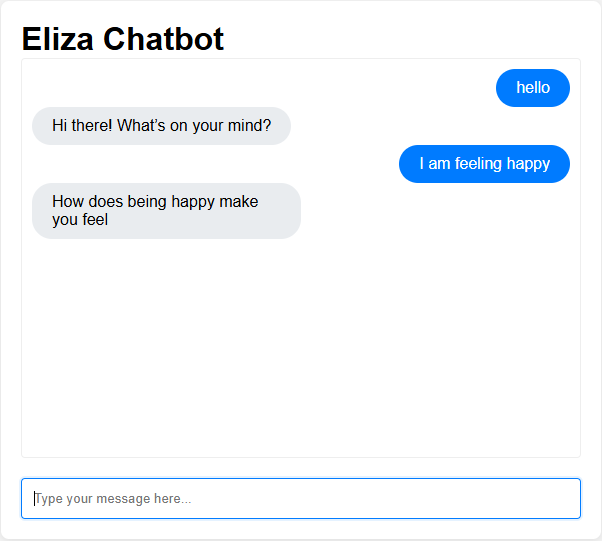 Eliza Chatbot
hello
Hi there! What’s on your mind?
I am feeling happy
How does being happy make
you feel
Type your message here...